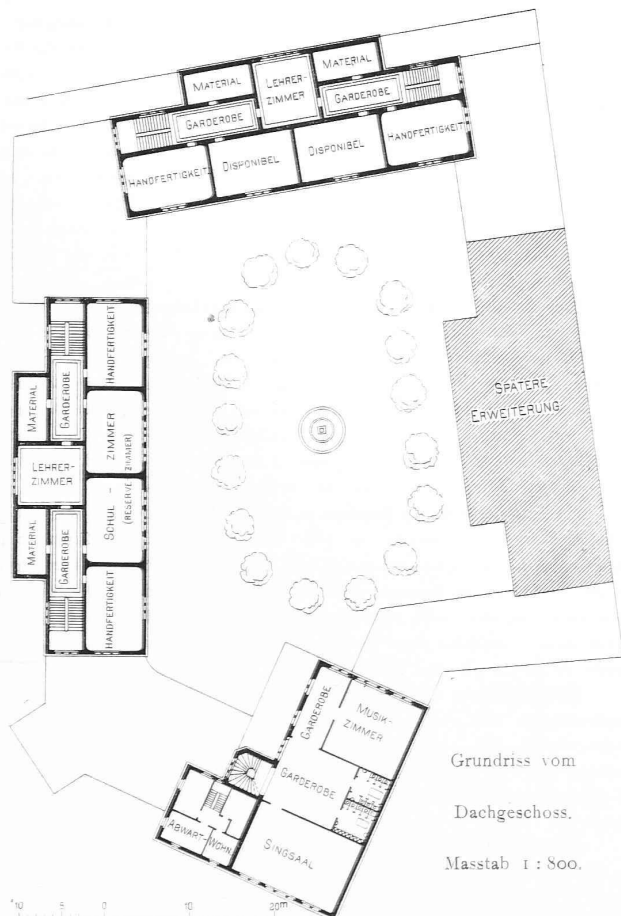 MATERIAL
LEHRER-
ZIMMER
MATERIAL
GARDEROBE
GARDEROBE
HANDFERTIGKEIT
DISPONIBEL
DISPONIBEL
HANDFERTIGKEIT
HANDFERTIGKEIT
MATERIAL
GARDEROBE
LEHRER-
ZIMMER
SCHUL - ZIMMER
(RESERVE ZIMMER)
MATERIAL
GARDEROBE
HANDFERTIGKEIT
SPÄTERE
ERWEITERUNG
GARDEROBE
MUSIK-
ZIMMER
GARDEROBE
SINGSAAL
ABWART-WOHN.
Grundriss vom
Dachgeschoss.
Masstab 1 : 800.
10 5 0 10 20m